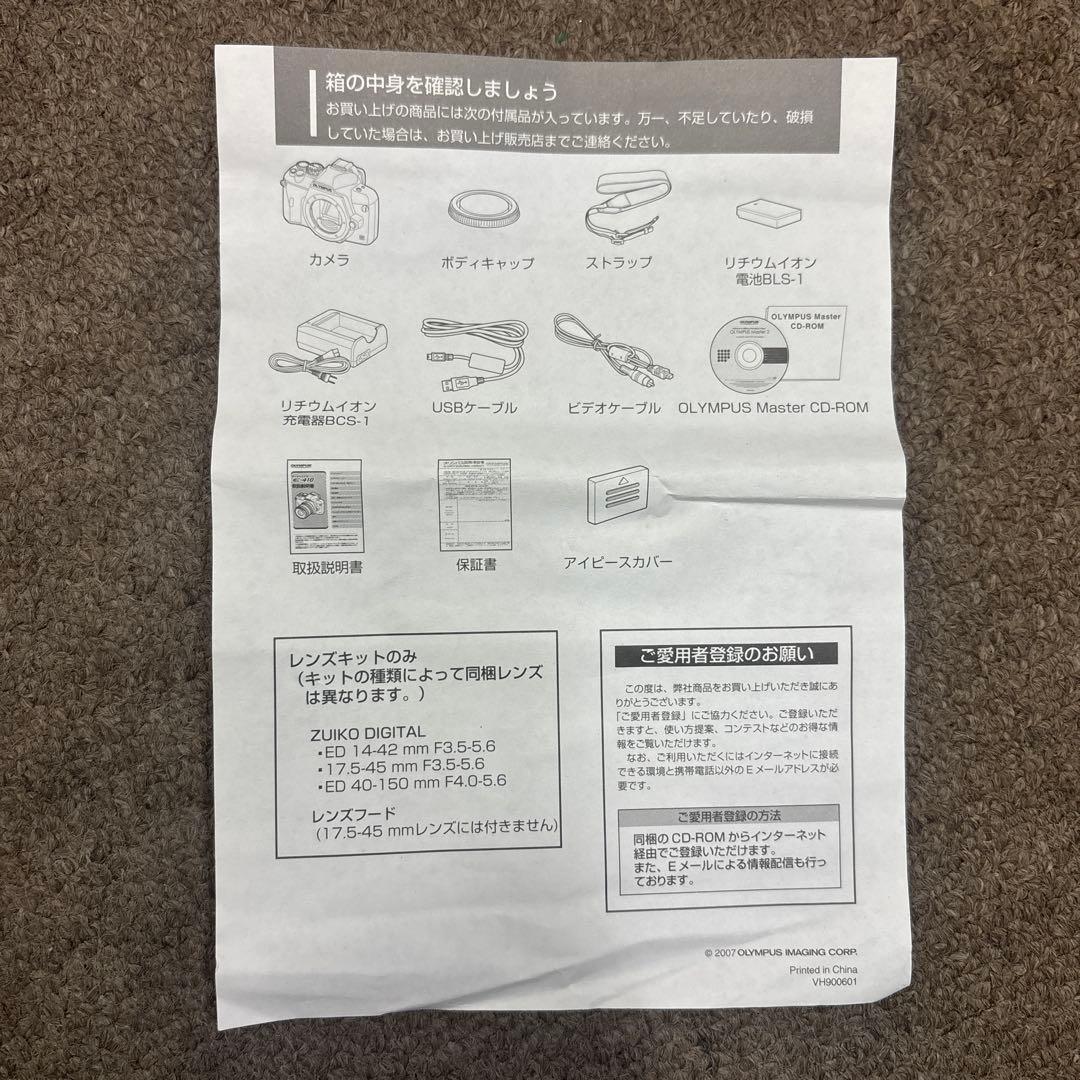 箱の中身を確認しましょう
お買い上げの商品には次の付属品が入っています。万一、不足していたり、破損
していた場合は、お買い上げ販売店までご連絡ください。
OLYMPUS
カメラ
ボディキャップ
ストラップ
リチウムイオン
電池BLS-1
OLYMPUS Master
CD-ROM
OLYMPUS
OLYMPUS Master 2
リチウムイオン
充電器BCS-1
USBケーブル
ビデオケーブル
OLYMPUS Master CD-ROM
OLYMPUS
E-410
取扱説明書
取扱説明書
保証書
アイピースカバー
レンズキットのみ
(キットの種類によって同梱レンズ
は異なります。)
ZUIKO DIGITAL
▪ED 14-42 mm F3.5-5.6
▪17.5-45 mm F3.5-5.6
▪ED 40-150 mm F4.0-5.6
レンズフード
(17.5-45 mmレンズには付きません)
ご愛用者登録のお願い
この度は、弊社商品をお買い上げいただき誠にあ
りがとうございます。
「ご愛用者登録」にご協力ください。ご登録いただ
きますと、使い方提案、コンテストなどのお得な情
報をご覧いただけます。
なお、ご利用いただくにはインターネットに接続
できる環境と携帯電話以外のEメールアドレスが必
要です。
ご愛用者登録の方法
同梱の CD-ROM からインターネット
経由でご登録いただけます。
また、Eメールによる情報配信も行っ
ております。
© 2007 OLYMPUS IMAGING CORP.
Printed in China
VH900601